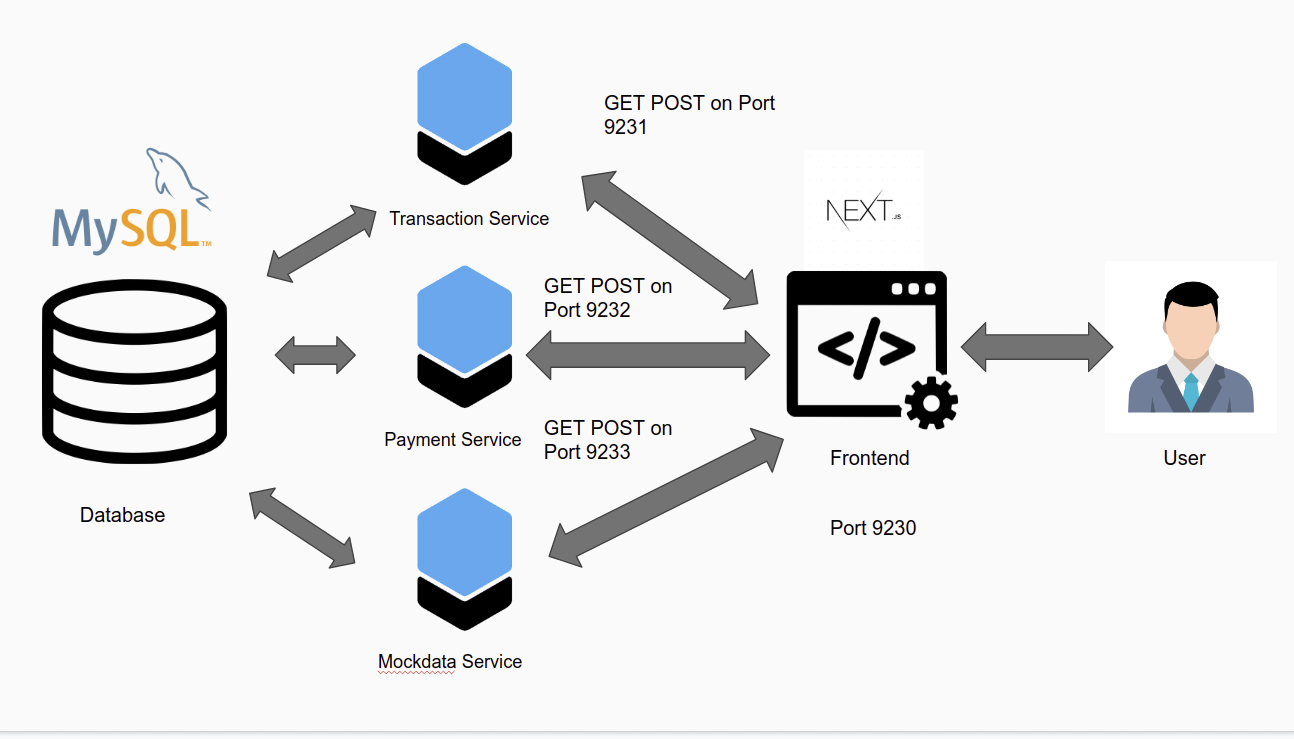 GET POST on Port
9231
MySQL™
NEXT.JS
Transaction Service
GET POST on
Port 9232
</>
Payment Service
GET POST on
Port 9233
Frontend
User
Database
Port 9230
Mockdata Service